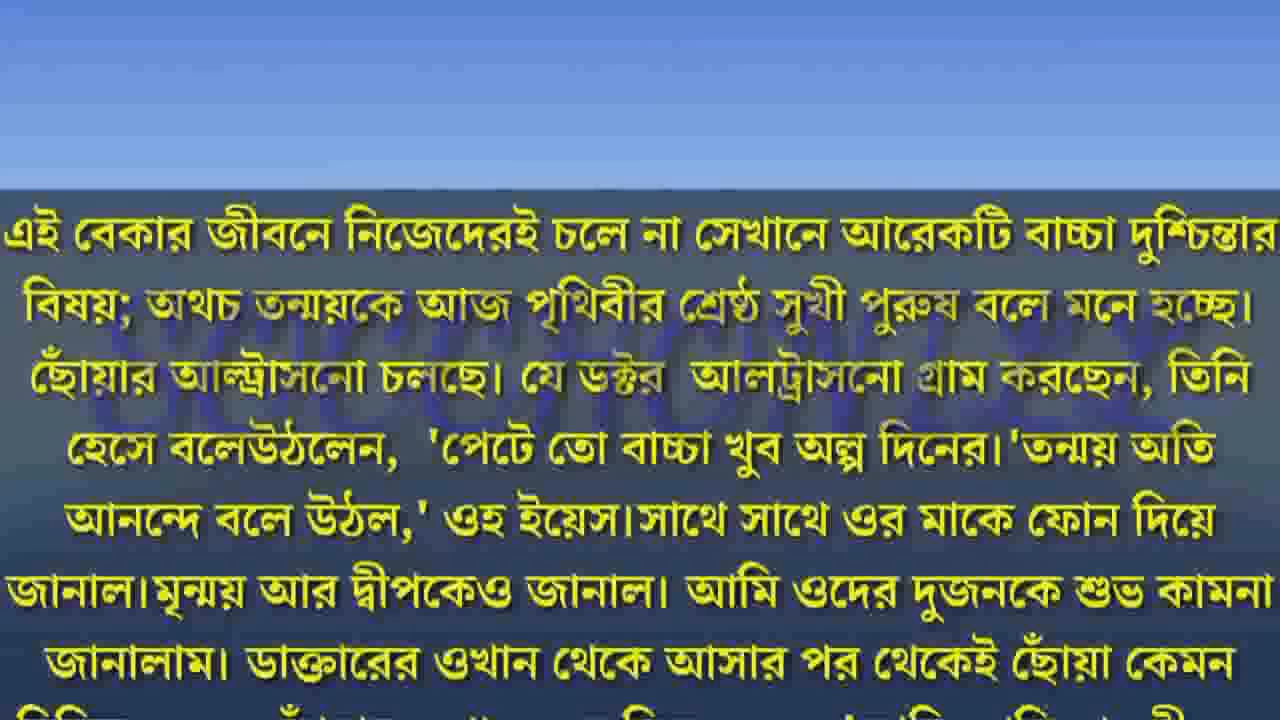 এই বেকার জীবনে নিজেদেরই চলে না সেখানে আরেকটি বাচ্চা দুশ্চিন্তার
বিষয়; অথচ তন্ময়কে আজ পৃথিবীর শ্রেষ্ঠ সুখী পুরুষ বলে মনে হচ্ছে।
ছোঁয়ার আল্ট্রাসনো চলছে। যে ডক্টর আলট্রাসনো গ্রাম করছেন, তিনি
হেসে বলেউঠলেন, 'পেটে তো বাচ্চা খুব অল্প দিনের।'তন্ময় অতি
আনন্দে বলে উঠল,' ওহ ইয়েস।সাথে সাথে ওর মাকে ফোন দিয়ে
জানাল।মৃন্ময় আর দ্বীপকেও জানাল। আমি ওদের দুজনকে শুভ কামনা
জানালাম। ডাক্তারের ওখান থেকে আসার পর থেকেই ছোঁয়া কেমন